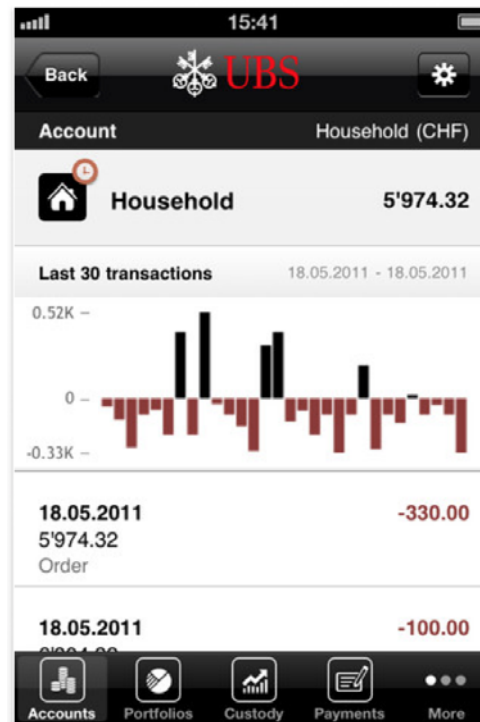 15:41
Back
UBS
Account Household (CHF)
Household 5'974.32
Last 30 transactions 18.05.2011 - 18.05.2011
0.52K
0
-0.33K
18.05.2011 -330.00
5'974.32
Order
18.05.2011 -100.00
Accounts Portfolios Custody Payments More